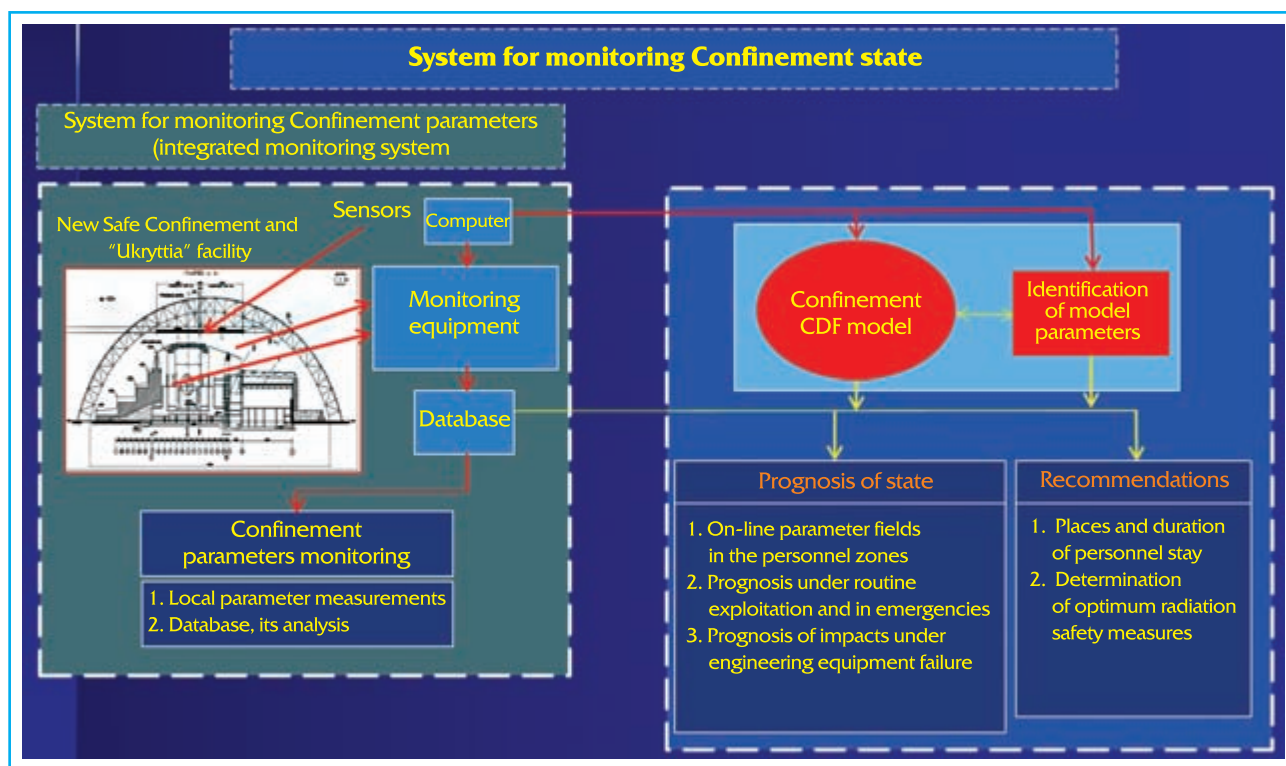 System for monitoring Confinement state
System for monitoring Confinement parameters
(integrated monitoring system
New Safe Confinement and
"Ukryttia" facility
Sensors
Computer
Monitoring
equipment
Database
Confinement
parameters monitoring
1. Local parameter measurements
2. Database, its analysis
Confinement
CDF model
Identification
of model
parameters
Prognosis of state
1. On-line parameter fields
in the personnel zones
2. Prognosis under routine
exploitation and in emergencies
3. Prognosis of impacts under
engineering equipment failure
Recommendations
1. Places and duration
of personnel stay
2. Determination
of optimum radiation
safety measures